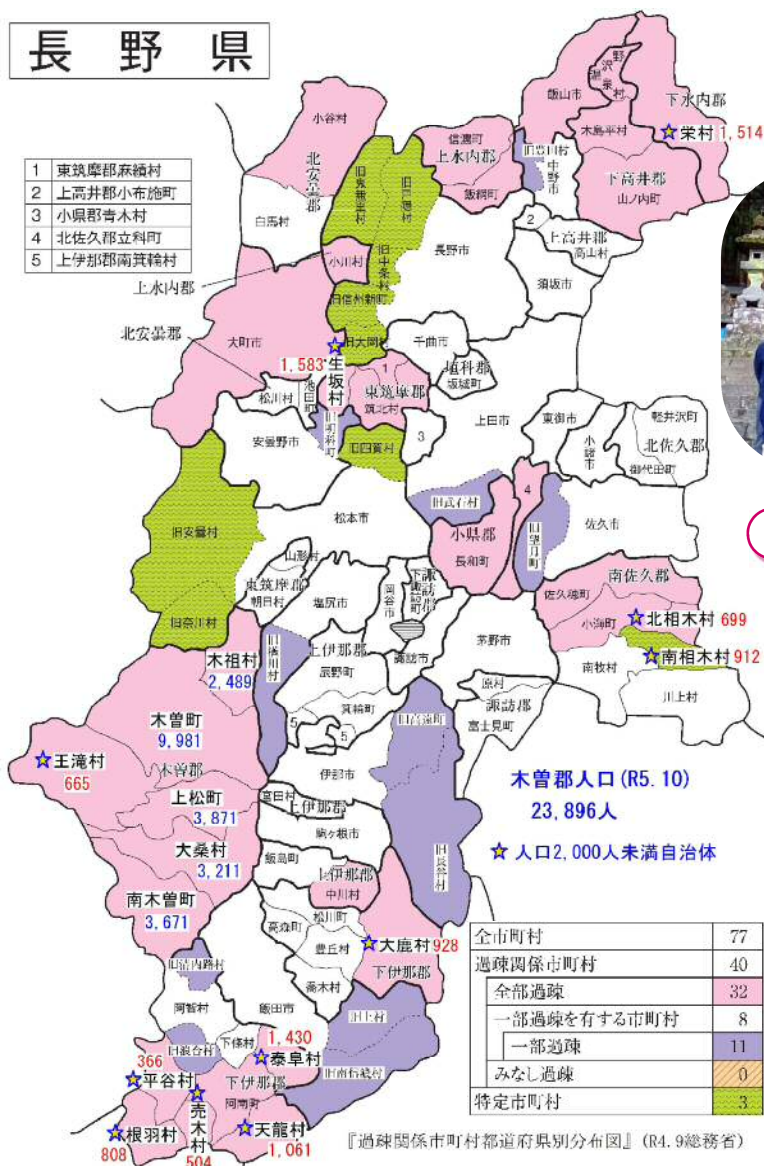 長野県
1 東筑摩郡麻績村
2 上高井郡小布施町
3 小県郡青木村
4 北佐久郡立科町
5 上伊那郡南箕輪村
小谷村
北安曇郡
白馬村
旧鬼無里村
旧戸隠村
信濃町
上水内郡
飯綱町
旧豊田村
中野市
飯山市
野沢温泉村
下水内郡
栄村 1,514
木島平村
下高井郡
山ノ内町
2
上高井郡
高山村
長野市
須坂市
小川村
旧中条村
上水内郡
旧信州新町
大町市
北安曇郡
旧大岡村
1,583
生坂村
千曲市
埴科郡
坂城町
1
東筑摩郡
筑北村
松川村
池田町
旧明科町
安曇野市
旧四賀村
3
上田市
東御市
小諸市
軽井沢町
北佐久郡
御代田町
旧安曇村
松本市
旧武石村
4
旧望月町
佐久市
小県郡
長和町
山形村
東筑摩郡
朝日村
旧奈川村
塩尻市
岡谷市
下諏訪町
諏訪郡
南佐久郡
佐久穂町
小海町
北相木村 699
南相木村 912
南牧村
川上村
茅野市
諏訪市
原村
諏訪郡
富士見町
木祖村
2,489
旧楢川村
上伊那郡
辰野町
箕輪町
5
5
旧高遠町
木曽町
9,981
木曽郡
王滝村
665
上松町
3,871
伊那市
宮田村
上伊那郡
木曽郡人口(R5.10)
23,896人
人口2,000人未満自治体
大桑村
3,211
駒ヶ根市
飯島町
旧長谷村
南木曽町
3,671
上伊那郡
中川村
松川町
高森町
豊丘村
大鹿村 928
下伊那郡
喬木村
旧清内路村
阿智村
飯田市
旧上村
旧浪合村
下條村
1,430
泰阜村
旧南信濃村
366
平谷村
下伊那郡
阿南町
売木村
504
根羽村
808
天龍村
1,061
全市町村 77
過疎関係市町村 40
全部過疎 32
一部過疎を有する市町村 8
一部過疎 11
みなし過疎 0
特定市町村 3
『過疎関係市町村都道府県別分布図』(R4.9総務省)